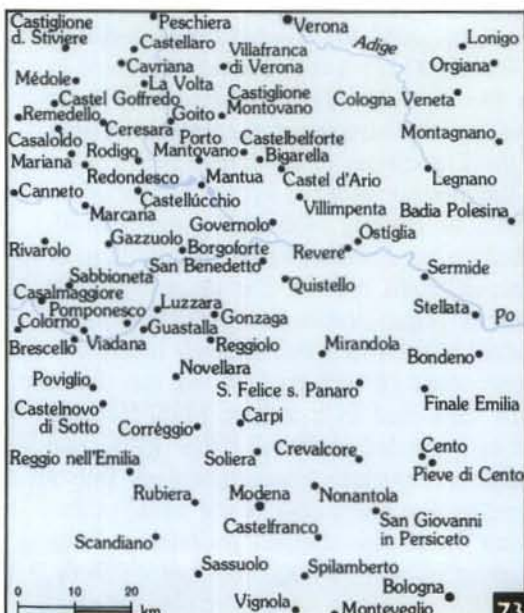 Peschiera
Verona
Castiglione
d. Stiviere
Castellaro
Adige
Lonigo
Villafranca
di Verona
Cavriana
Orgiana
Médole
La Volta
Castel Goffredo
Castiglione
Montovano
Cologna Veneta
Remedello
Ceresara
Goito
Casaloldo
Porto
Mantovano
Castelbelforte
Montagnano
Mariana
Rodigo
Bigarella
Redondesco
Mantua
Castel d'Ario
Legnano
Canneto
Castellúcchio
Villimpenta
Marcaria
Governolo
Badia Polesina
Gazzuolo
Borgoforte
Ostiglia
Rivarolo
Revere
San Benedetto
Sabbioneta
Quistello
Sermide
Casalmaggiore
Pomponesco
Luzzara
Gonzaga
Stellata
Po
Colorno
Guastalla
Brescello
Viadana
Reggiolo
Mirandola
Bondeno
Novellara
Poviglio
S. Felice s. Panaro
Finale Emilia
Castelnovo
di Sotto
Carpi
Corréggio
Cento
Reggio nell'Emilia
Soliera
Crevalcore
Pieve di Cento
Rubiera
Modena
Nonantola
Castelfranco
San Giovanni
in Persiceto
Scandiano
Sassuolo
Spilamberto
Bologna
0 10 20
km
Vignola
Monteveglio